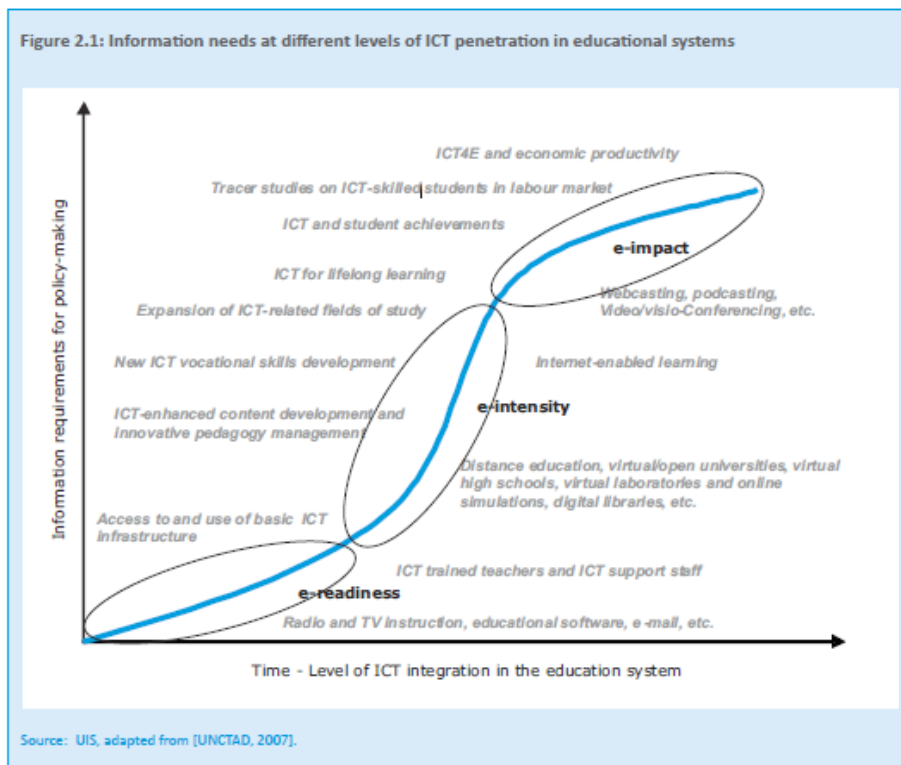 Figure 2.1: Information needs at different levels of ICT penetration in educational systems
Information requirements for policy-making
ICT4E and economic productivity
Tracer studies on ICT-skilled students in labour market
ICT and student achievements
e-impact
ICT for lifelong learning
Webcasting, podcasting,
Video/visio-Conferencing, etc.
Expansion of ICT-related fields of study
New ICT vocational skills development
Internet-enabled learning
e-intensity
ICT-enhanced content development and
innovative pedagogy management
Distance education, virtual/open universities, virtual
high schools, virtual laboratories and online
simulations, digital libraries, etc.
Access to and use of basic ICT
infrastructure
ICT trained teachers and ICT support staff
e-readiness
Radio and TV instruction, educational software, e-mail, etc.
Time - Level of ICT integration in the education system
Source: UIS, adapted from [UNCTAD, 2007].